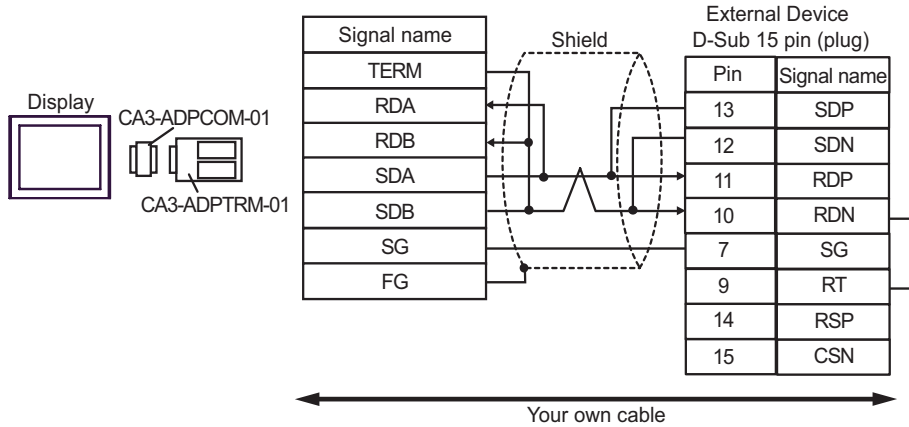 External Device
D-Sub 15 pin (plug)
Shield
Display
CA3-ADPCOM-01
CA3-ADPTRM-01
Signal name
TERM
RDA
RDB
SDA
SDB
SG
FG
Pin Signal name
13 SDP
12 SDN
11 RDP
10 RDN
7 SG
9 RT
14 RSP
15 CSN
Your own cable